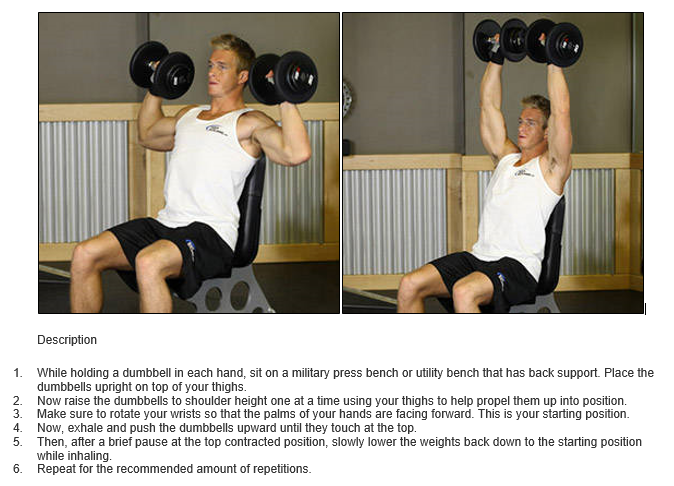 Description
1. While holding a dumbbell in each hand, sit on a military press bench or utility bench that has back support. Place the
dumbbells upright on top of your thighs.
2. Now raise the dumbbells to shoulder height one at a time using your thighs to help propel them up into position.
3. Make sure to rotate your wrists so that the palms of your hands are facing forward. This is your starting position.
4. Now, exhale and push the dumbbells upward until they touch at the top.
5. Then, after a brief pause at the top contracted position, slowly lower the weights back down to the starting position
while inhaling.
6. Repeat for the recommended amount of repetitions.